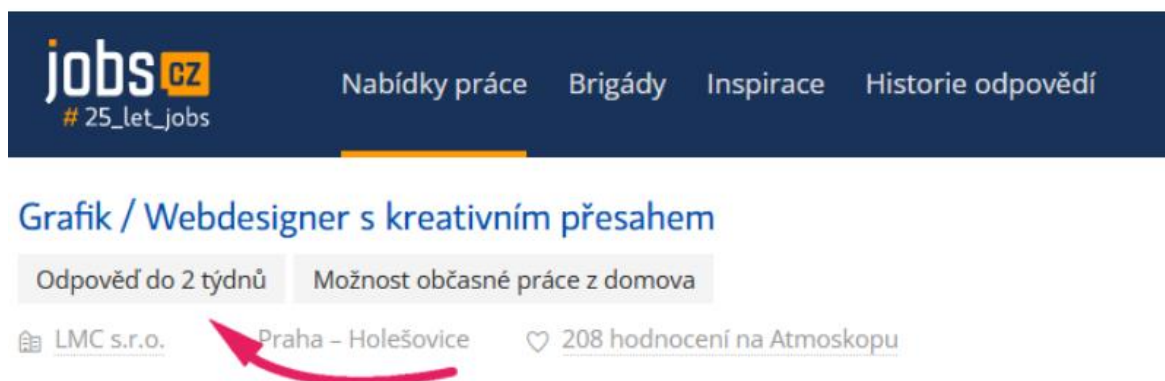 jobs cz
# 25_let_jobs
Nabídky práce Brigády Inspirace Historie odpovědí
Grafik / Webdesigner s kreativním přesahem
Odpověď do 2 týdnů Možnost občasné práce z domova
LMC s.r.o. Praha – Holešovice 208 hodnocení na Atmoskopu